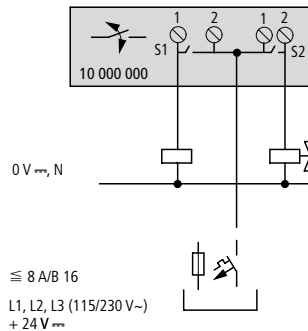 1 2 1 2
S1 S2
10 000 000
0 V ⎓, N
≦ 8 A/B 16
L1, L2, L3 (115/230 V~)
+ 24 V ⎓